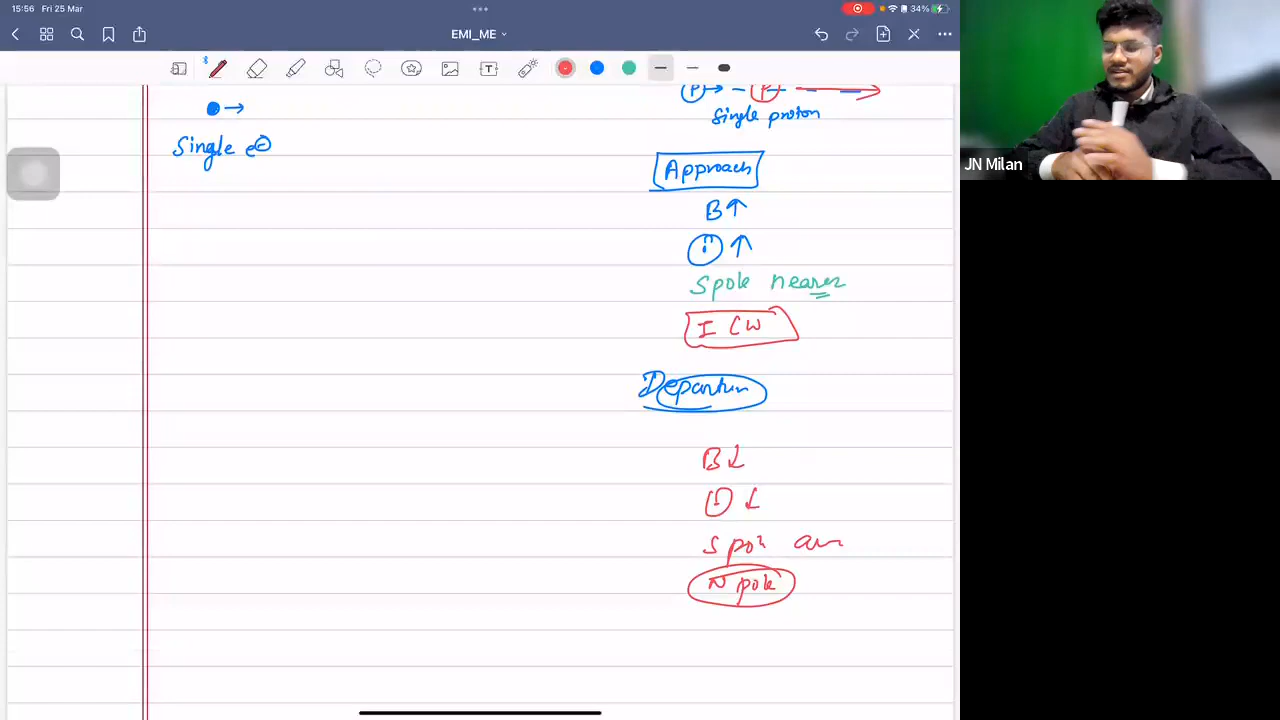 15:56 Fri 25 Mar
34%
EMI_ME
Single e⊖
P P
Single proton
Approach
B↑
↑
S pole nearer
I CW
JN Milan
Departure
B↓
↓
S pole
N pole